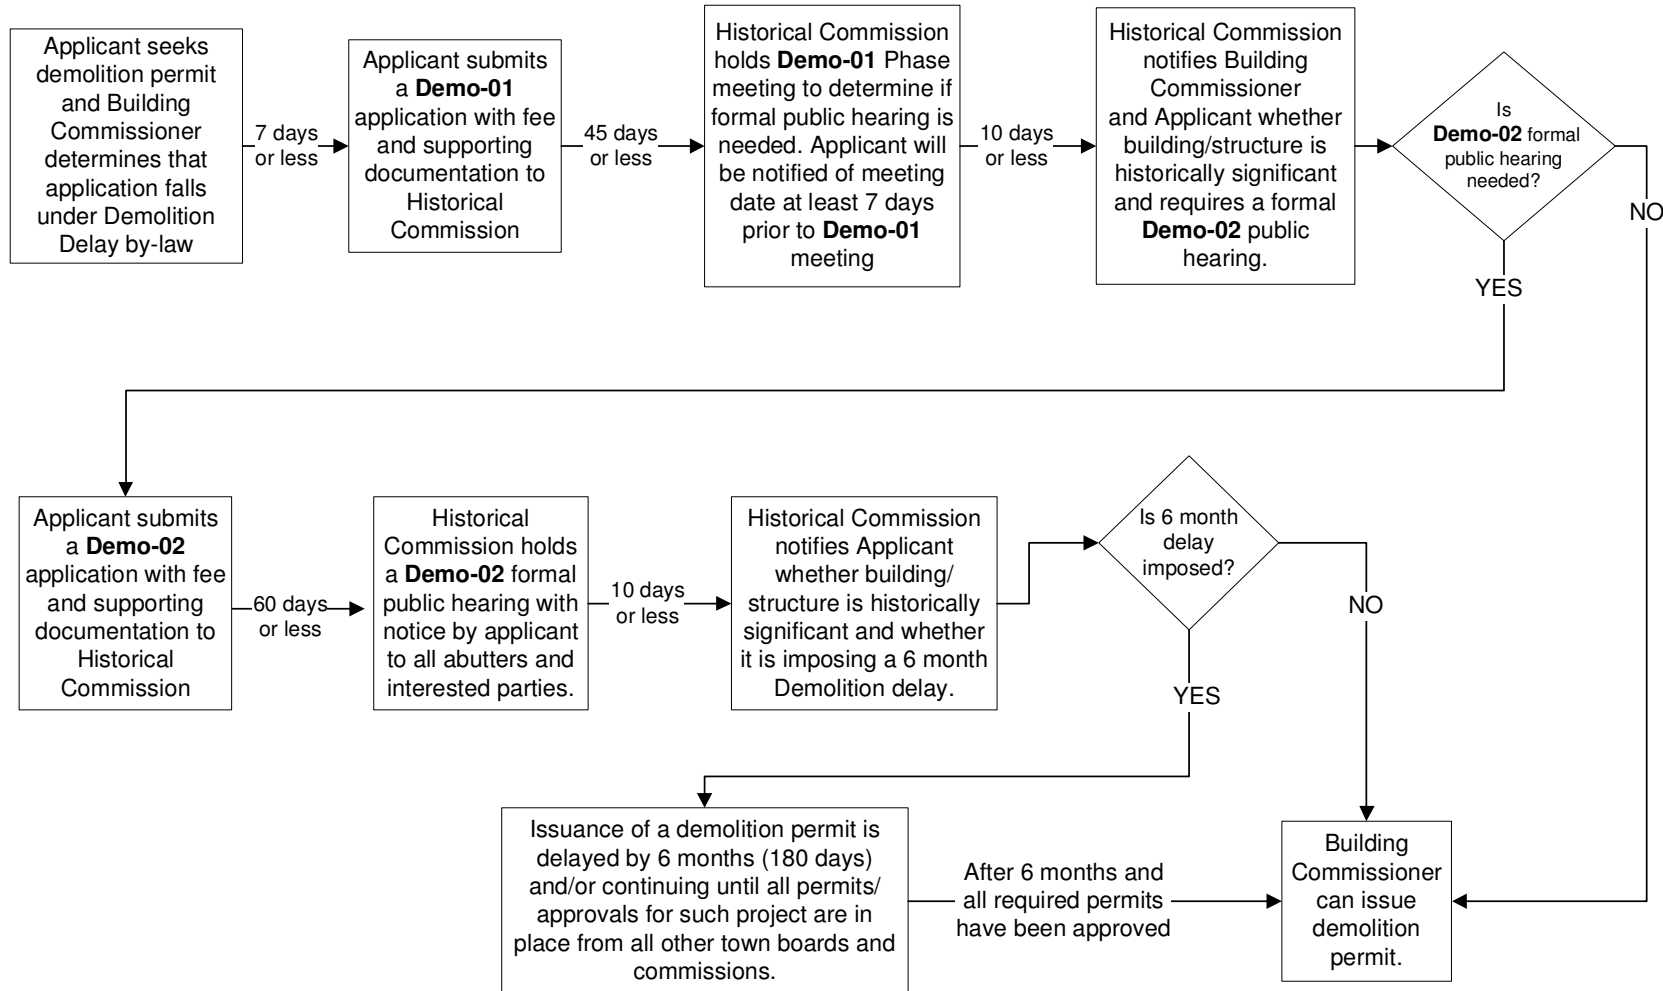 Applicant seeks
demolition permit
and Building
Commissioner
determines that
application falls
under Demolition
Delay by-law
7 days
or less
Applicant submits
a Demo-01
application with fee
and supporting
documentation to
Historical
Commission
45 days
or less
Historical Commission
holds Demo-01 Phase
meeting to determine if
formal public hearing is
needed. Applicant will
be notified of meeting
date at least 7 days
prior to Demo-01
meeting
10 days
or less
Historical Commission
notifies Building
Commissioner
and Applicant whether
building/structure is
historically significant
and requires a formal
Demo-02 public
hearing.
Is
Demo-02 formal
public hearing
needed?
NO
YES
Applicant submits
a Demo-02
application with fee
and supporting
documentation to
Historical
Commission
60 days
or less
Historical
Commission holds
a Demo-02 formal
public hearing with
notice by applicant
to all abutters and
interested parties.
10 days
or less
Historical Commission
notifies Applicant
whether building/
structure is historically
significant and whether
it is imposing a 6 month
Demolition delay.
Is 6 month
delay
imposed?
NO
YES
Issuance of a demolition permit is
delayed by 6 months (180 days)
and/or continuing until all permits/
approvals for such project are in
place from all other town boards and
commissions.
After 6 months and
all required permits
have been approved
Building
Commissioner
can issue
demolition
permit.